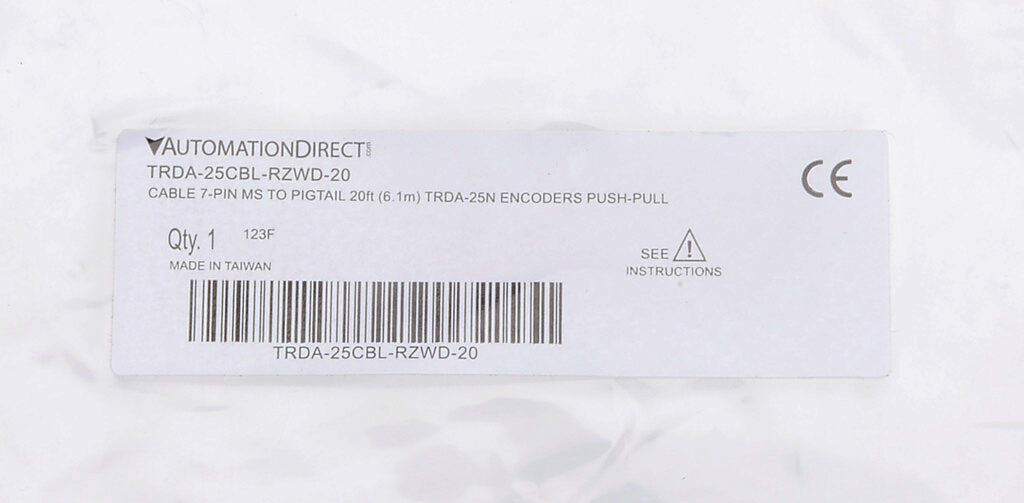 AUTOMATIONDIRECT.com
TRDA-25CBL-RZWD-20
CABLE 7-PIN MS TO PIGTAIL 20ft (6.1m) TRDA-25N ENCODERS PUSH-PULL
CE
Qty. 1 123F
MADE IN TAIWAN
SEE !
INSTRUCTIONS
TRDA-25CBL-RZWD-20